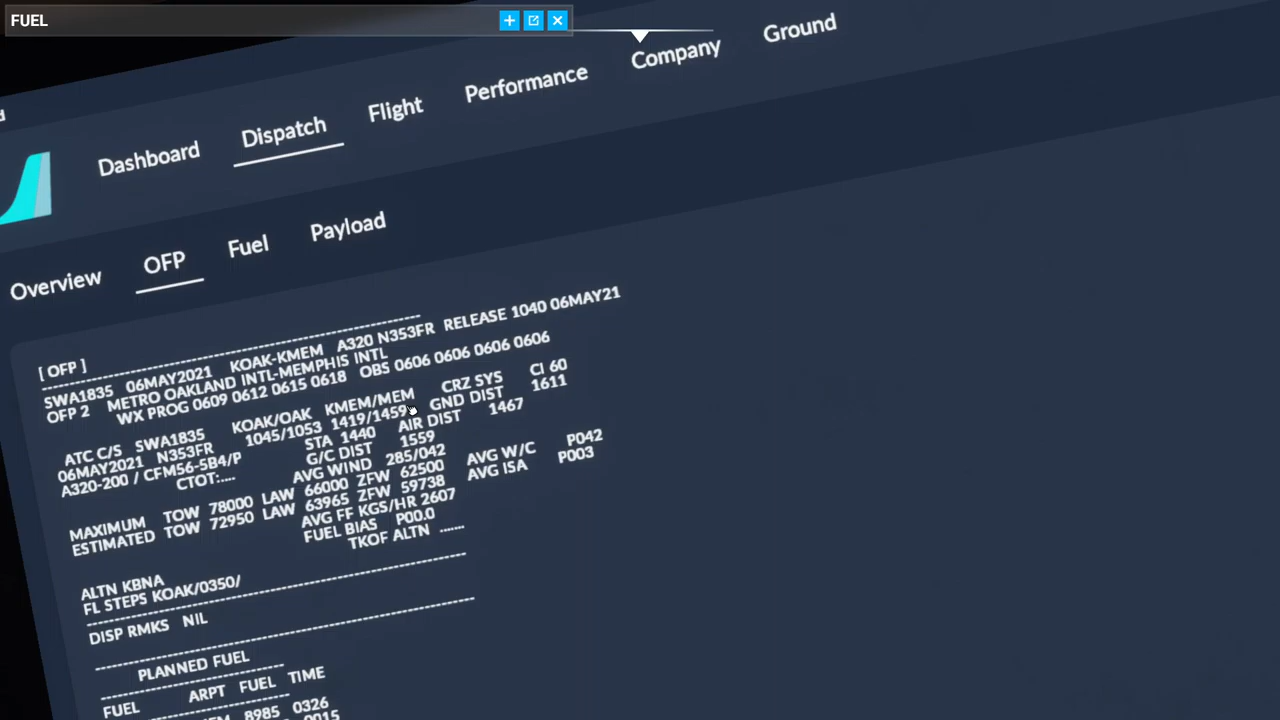 FUEL
Dashboard Dispatch Flight Performance Company Ground
Overview OFP Fuel Payload
[ OFP ]
SWA1835 06MAY2021 KOAK-KMEM A320 N353FR RELEASE 1040 06MAY21
OFP 2 METRO OAKLAND INTL-MEMPHIS INTL
WX PROG 0609 0612 0615 0618 OBS 0606 0606 0606 0606
ATC C/S SWA1835 KOAK/OAK KMEM/MEM CRZ SYS CI 60
06MAY2021 N353FR 1045/1053 1419/1459 GND DIST 1611
A320-200 / CFM56-5B4/P STA 1440 AIR DIST 1467
CTOT:.... G/C DIST 1559
AVG WIND 285/042
MAXIMUM TOW 78000 LAW 66000 ZFW 62500 AVG W/C P042
ESTIMATED TOW 72950 LAW 63965 ZFW 59738 AVG ISA P003
AVG FF KGS/HR 2607
FUEL BIAS P00.0
TKOF ALTN ......
ALTN KBNA
FL STEPS KOAK/0350/
DISP RMKS NIL
PLANNED FUEL
FUEL ARPT FUEL TIME
8985 0326
0015